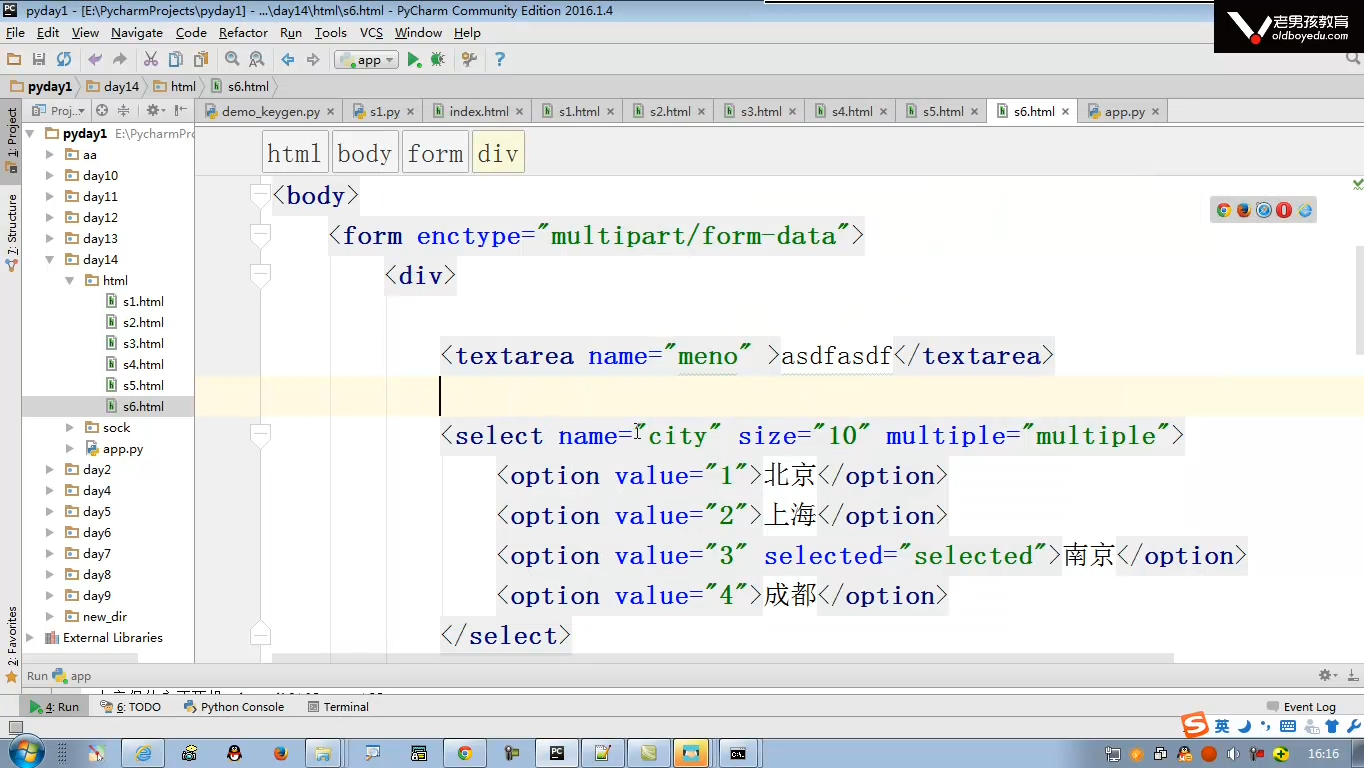 pyday1 - [E:\PycharmProjects\pyday1] - ...\day14\html\s6.html - PyCharm Community Edition 2016.1.4
老男孩教育
oldboyedu.com
File Edit View Navigate Code Refactor Run Tools VCS Window Help
app
pyday1 day14 html s6.html
Proj... demo_keygen.py s1.py index.html s1.html s2.html s3.html s4.html s5.html s6.html app.py
1: Project
7: Structure
2: Favorites
pyday1 E:\PycharmPro
aa
day10
day11
day12
day13
day14
html
s1.html
s2.html
s3.html
s4.html
s5.html
s6.html
sock
app.py
day2
day4
day5
day6
day7
day8
day9
new_dir
External Libraries
html body form div
<body>
<form enctype="multipart/form-data">
<div>
<textarea name="meno" >asdfasdf</textarea>
<select name="city" size="10" multiple="multiple">
<option value="1">北京</option>
<option value="2">上海</option>
<option value="3" selected="selected">南京</option>
<option value="4">成都</option>
</select>
Run app
4: Run 6: TODO Python Console Terminal Event Log
英
16:16